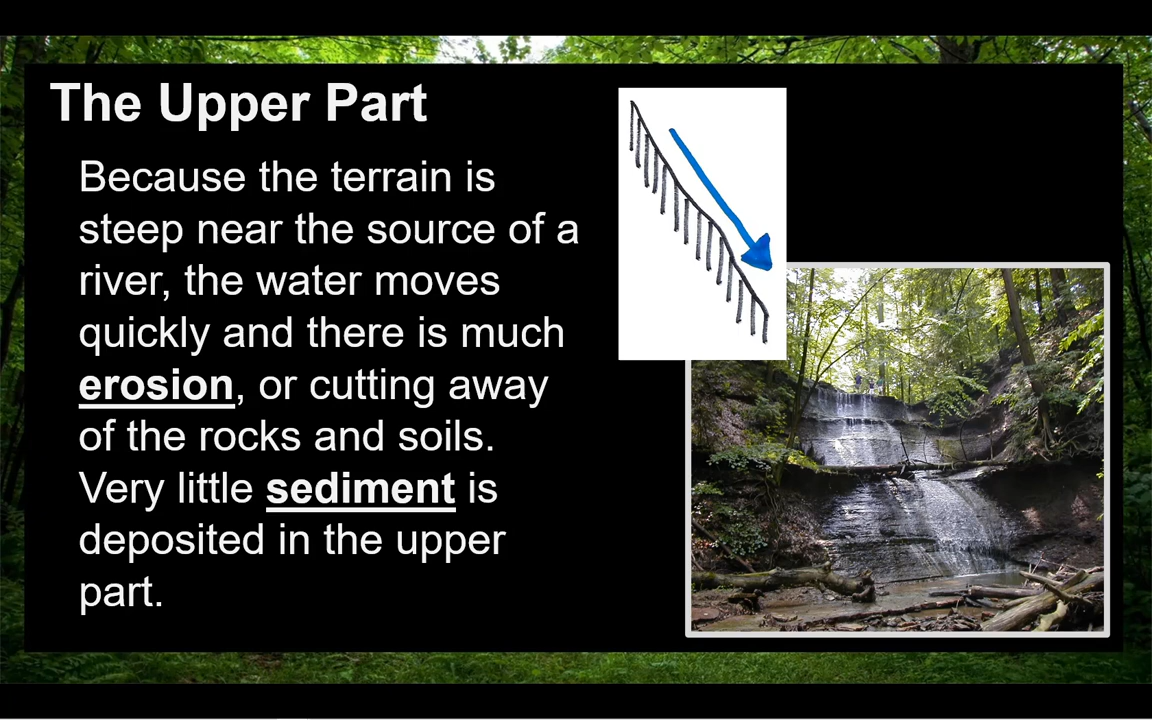 The Upper Part
Because the terrain is
steep near the source of a
river, the water moves
quickly and there is much
erosion, or cutting away
of the rocks and soils.
Very little sediment is
deposited in the upper
part.